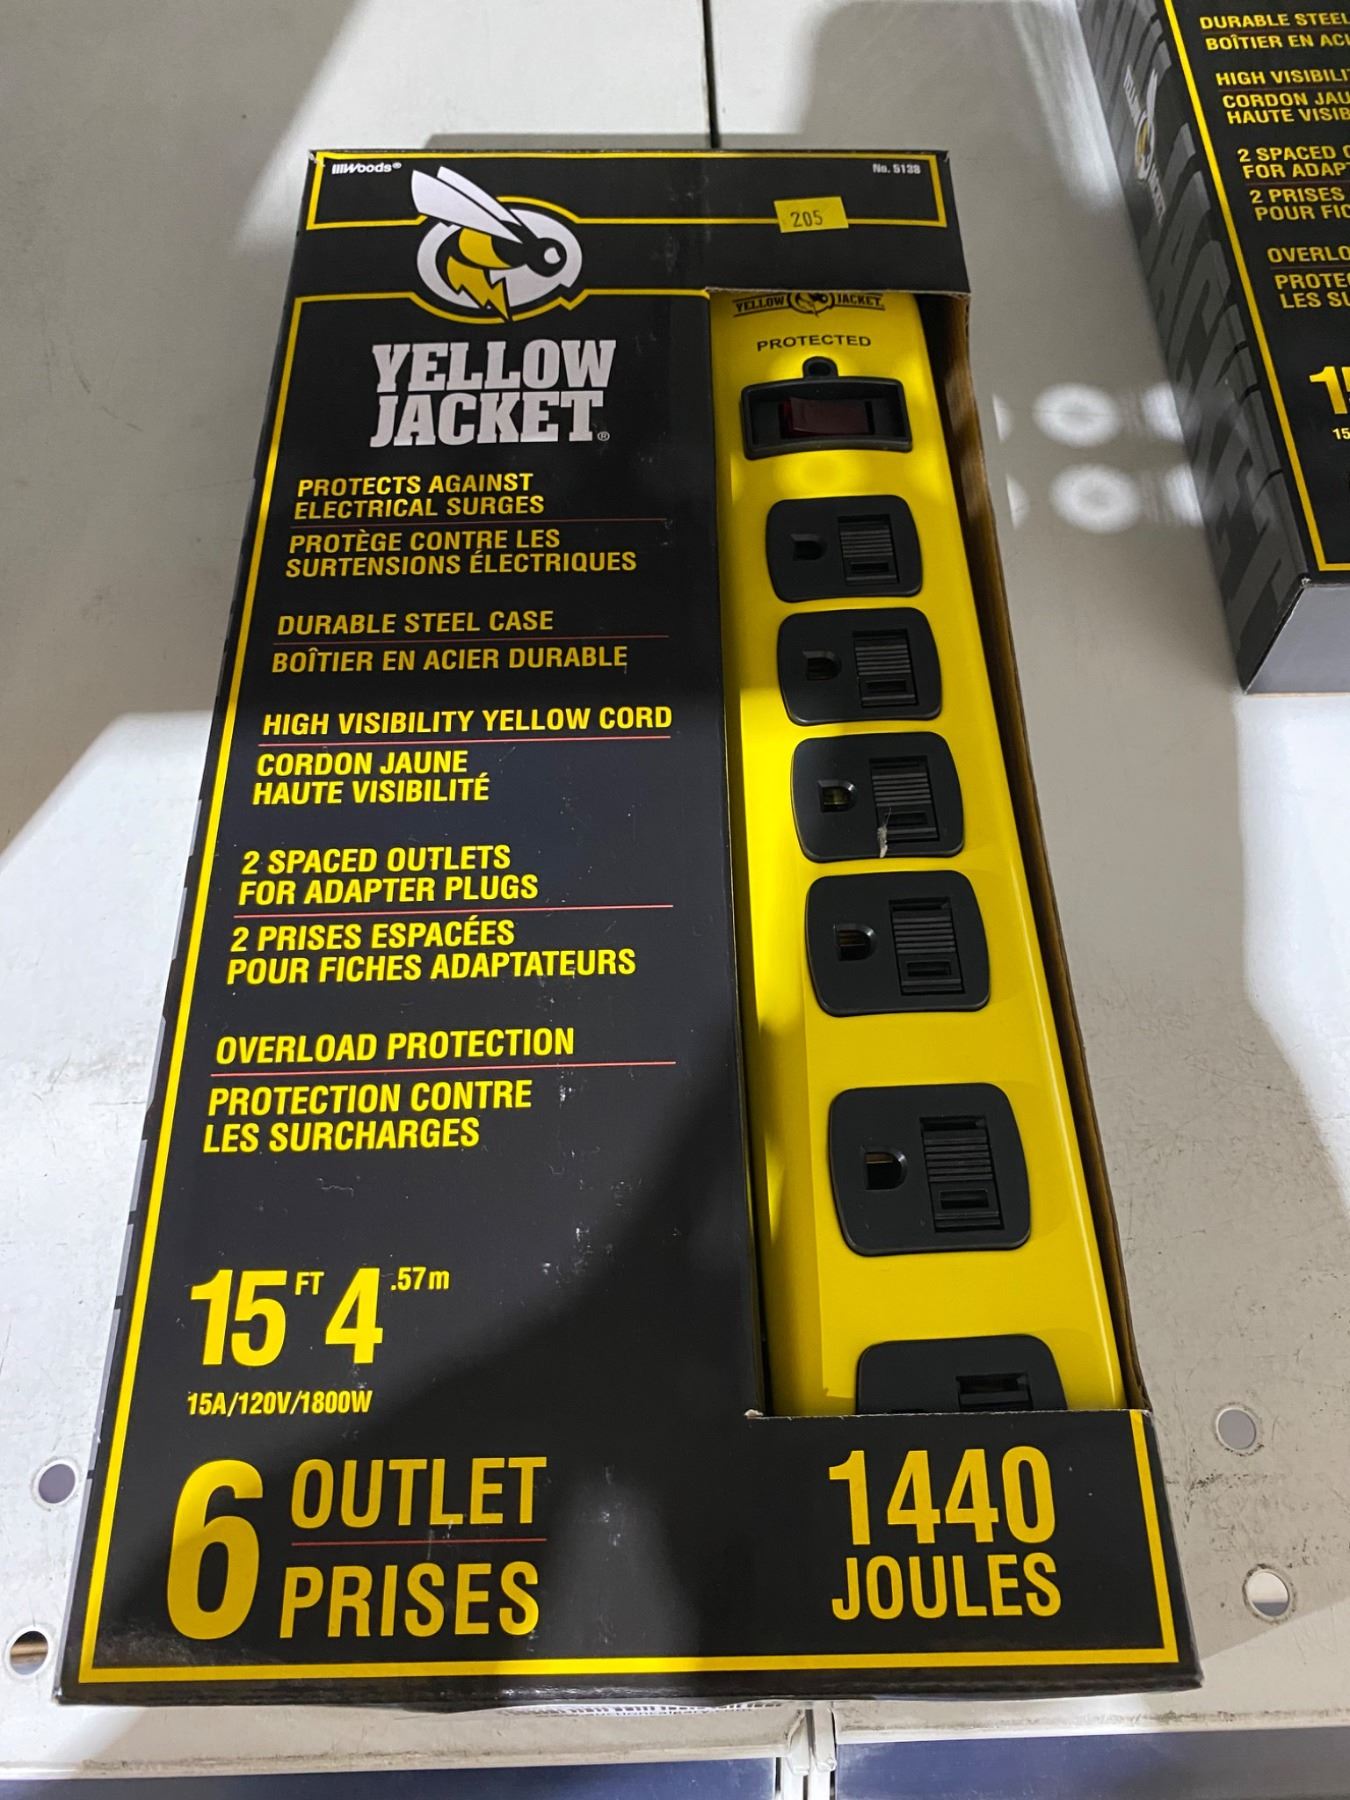 Woods®
No. 5138
205
YELLOW
JACKET®
PROTECTS AGAINST
ELECTRICAL SURGES
PROTÈGE CONTRE LES
SURTENSIONS ÉLECTRIQUES
DURABLE STEEL CASE
BOÎTIER EN ACIER DURABLE
HIGH VISIBILITY YELLOW CORD
CORDON JAUNE
HAUTE VISIBILITÉ
2 SPACED OUTLETS
FOR ADAPTER PLUGS
2 PRISES ESPACÉES
POUR FICHES ADAPTATEURS
OVERLOAD PROTECTION
PROTECTION CONTRE
LES SURCHARGES
15 FT 4.57m
15A/120V/1800W
6 OUTLET
PRISES
1440
JOULES
YELLOW JACKET
PROTECTED
DURABLE STEEL
BOÎTIER EN ACI
HIGH VISIBILI
CORDON JAU
HAUTE VISIB
2 SPACED
FOR ADAP
2 PRISES
POUR FIC
OVERLO
PROTE
LES SU
15
YELLOW
JACKET